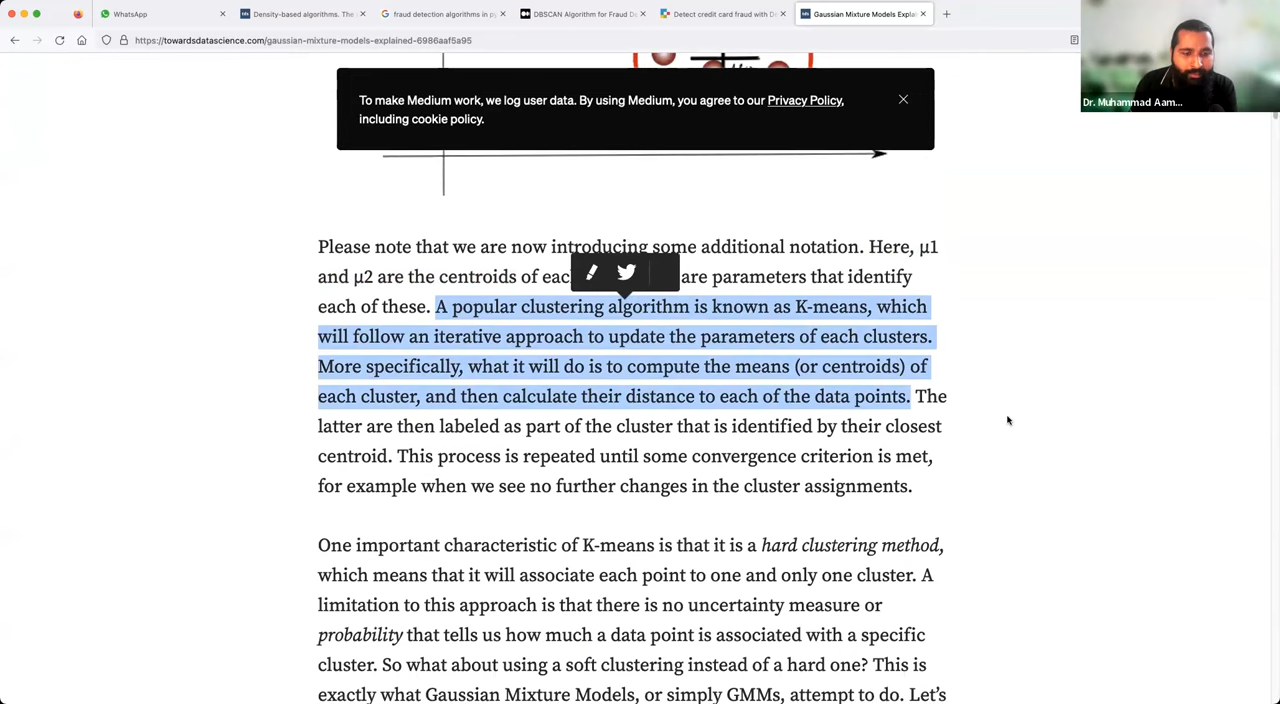 WhatsApp
Density-based algorithms. The
fraud detection algorithms in p
DBSCAN Algorithm for Fraud D
Detect credit card fraud with D
Gaussian Mixture Models Expla
https://towardsdatascience.com/gaussian-mixture-models-explained-6986aaf5a95
Dr. Muhammad Aam...
To make Medium work, we log user data. By using Medium, you agree to our Privacy Policy,
including cookie policy.
Please note that we are now introducing some additional notation. Here, μ1
and μ2 are the centroids of eac are parameters that identify
each of these. A popular clustering algorithm is known as K-means, which
will follow an iterative approach to update the parameters of each clusters.
More specifically, what it will do is to compute the means (or centroids) of
each cluster, and then calculate their distance to each of the data points. The
latter are then labeled as part of the cluster that is identified by their closest
centroid. This process is repeated until some convergence criterion is met,
for example when we see no further changes in the cluster assignments.
One important characteristic of K-means is that it is a hard clustering method,
which means that it will associate each point to one and only one cluster. A
limitation to this approach is that there is no uncertainty measure or
probability that tells us how much a data point is associated with a specific
cluster. So what about using a soft clustering instead of a hard one? This is
exactly what Gaussian Mixture Models, or simply GMMs, attempt to do. Let's